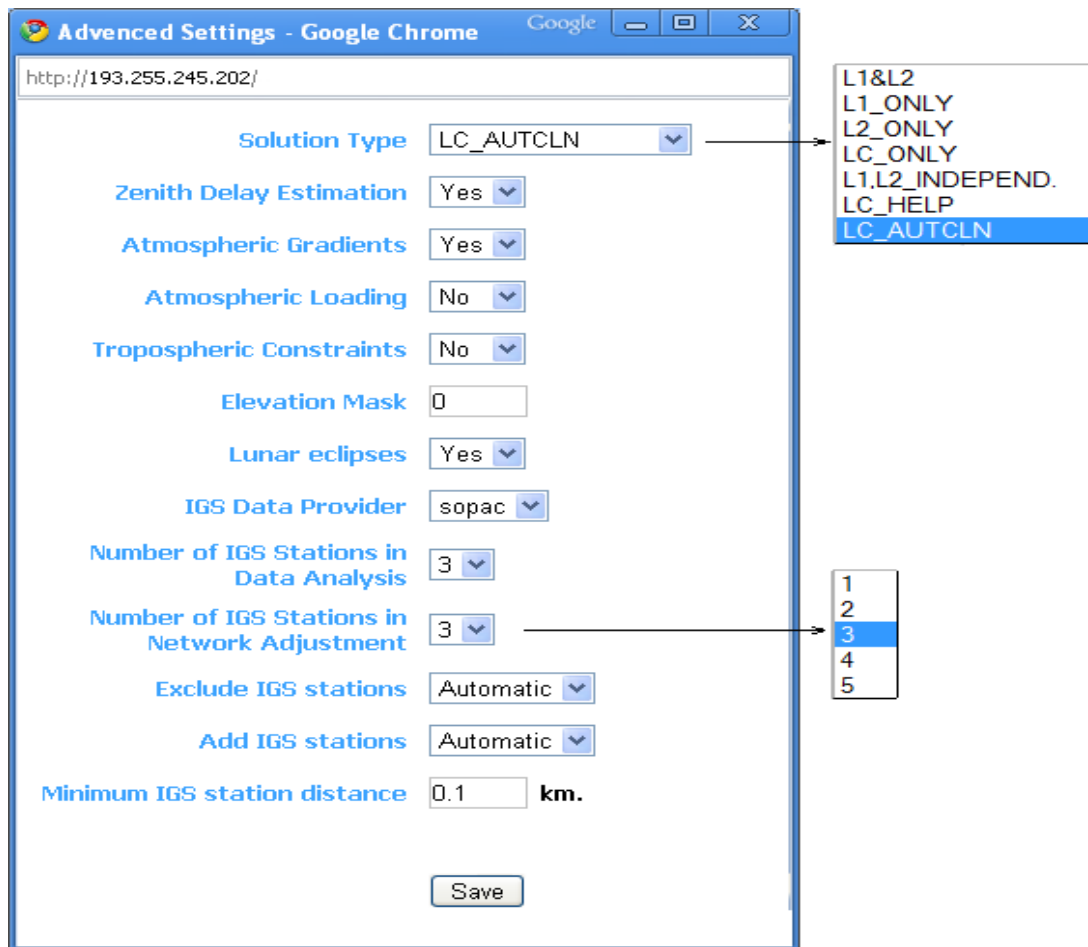 Advenced Settings - Google Chrome
Google
http://193.255.245.202/
Solution Type LC_AUTCLN
L1&L2
L1_ONLY
L2_ONLY
LC_ONLY
L1,L2_INDEPEND.
LC_HELP
LC_AUTCLN
Zenith Delay Estimation Yes
Atmospheric Gradients Yes
Atmospheric Loading No
Tropospheric Constraints No
Elevation Mask 0
Lunar eclipses Yes
IGS Data Provider sopac
Number of IGS Stations in
Data Analysis 3
Number of IGS Stations in
Network Adjustment 3
1
2
3
4
5
Exclude IGS stations Automatic
Add IGS stations Automatic
Minimum IGS station distance 0.1 km.
Save